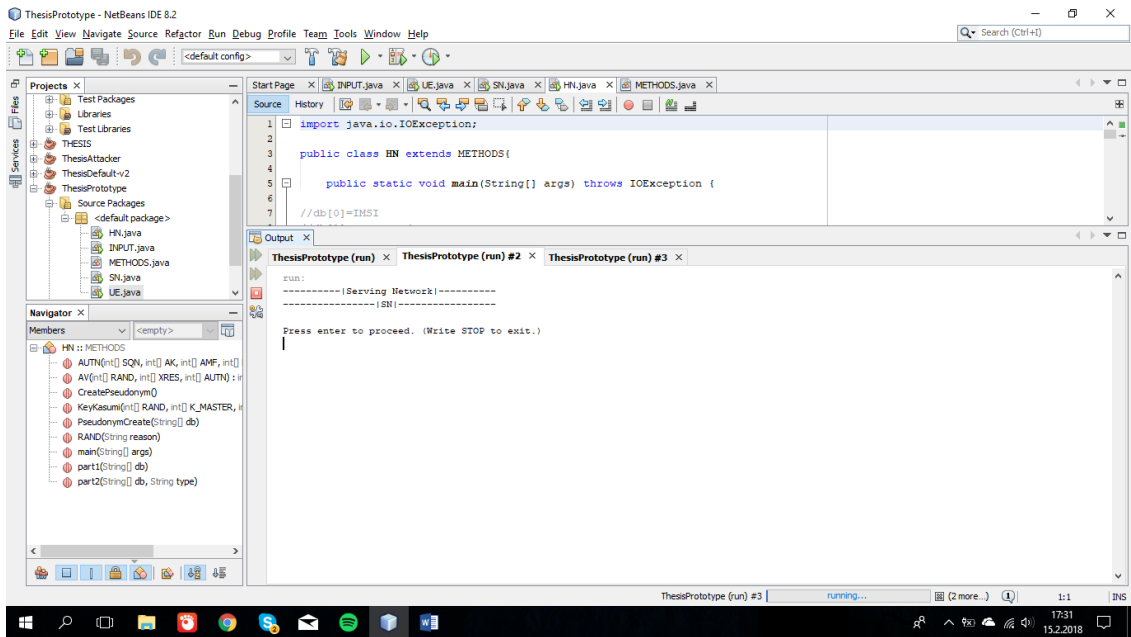 ThesisPrototype - NetBeans IDE 8.2
File Edit View Navigate Source Refactor Run Debug Profile Team Tools Window Help
Search (Ctrl+I)
<default config>
Files
Services
Projects
Test Packages
Libraries
Test Libraries
THESIS
ThesisAttacker
ThesisDefault-v2
ThesisPrototype
Source Packages
<default package>
HN.java
INPUT.java
METHODS.java
SN.java
UE.java
Start Page INPUT.java UE.java SN.java HN.java METHODS.java
Source History
1 import java.io.IOException;
2
3 public class HN extends METHODS{
4
5 public static void main(String[] args) throws IOException {
6
7 //db[0]=IMSI
Output
ThesisPrototype (run) ThesisPrototype (run) #2 ThesisPrototype (run) #3
run:
----------|Serving Network|----------
----------------|SN|-----------------
Press enter to proceed. (Write STOP to exit.)
Navigator
Members <empty>
HN :: METHODS
AUTN(int[] SQN, int[] AK, int[] AMF, int[]
AV(int[] RAND, int[] XRES, int[] AUTN) : in
CreatePseudonym()
KeyKasumi(int[] RAND, int[] K_MASTER, i
PseudonymCreate(String[] db)
RAND(String reason)
main(String[] args)
part1(String[] db)
part2(String[] db, String type)
ThesisPrototype (run) #3 running... (2 more...) 1 1:1 INS
17:31
15.2.2018